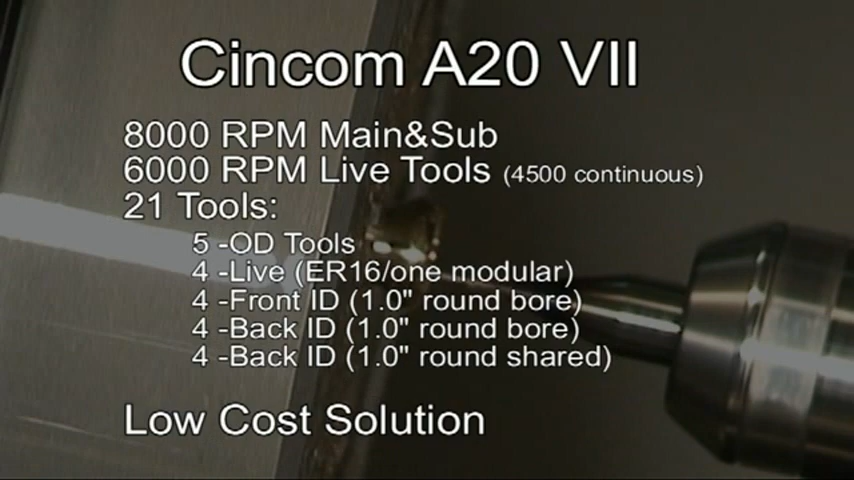 Cincom A20 VII
8000 RPM Main&Sub
6000 RPM Live Tools (4500 continuous)
21 Tools:
5 -OD Tools
4 -Live (ER16/one modular)
4 -Front ID (1.0" round bore)
4 -Back ID (1.0" round bore)
4 -Back ID (1.0" round shared)
Low Cost Solution